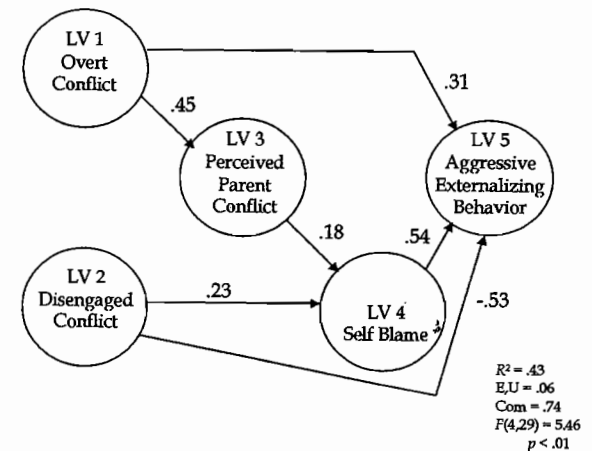 LV 1
Overt
Conflict
.31
.45
LV 3
Perceived
Parent
Conflict
LV 5
Aggressive
Externalizing
Behavior
.18
.54
LV 2
Disengaged
Conflict
.23
LV 4
Self Blame
-.53
R² = .43
E,U = .06
Com = .74
F(4,29) = 5.46
p < .01